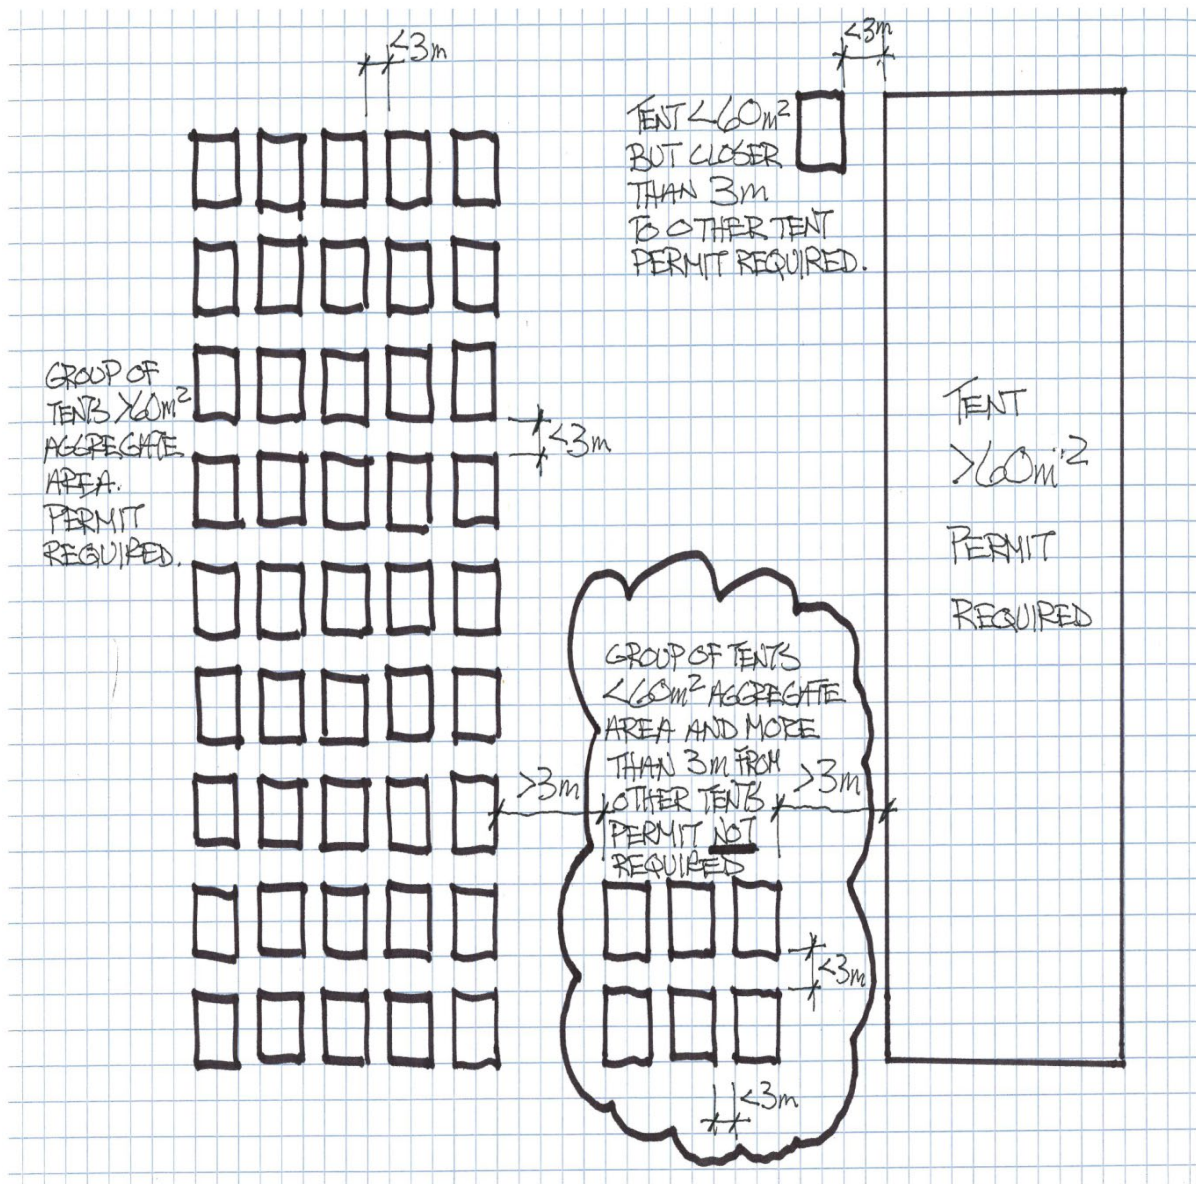 <3m
<3m
TENT <60m²
BUT CLOSER
THAN 3m
TO OTHER TENT
PERMIT REQUIRED.
GROUP OF
TENTS >60m²
AGGREGATE
AREA.
PERMIT
REQUIRED.
<3m
TENT
>60m²
PERMIT
REQUIRED
GROUP OF TENTS
<60m² AGGREGATE
AREA AND MORE
THAN 3m FROM
OTHER TENTS
PERMIT NOT
REQUIRED
>3m
>3m
<3m
<3m